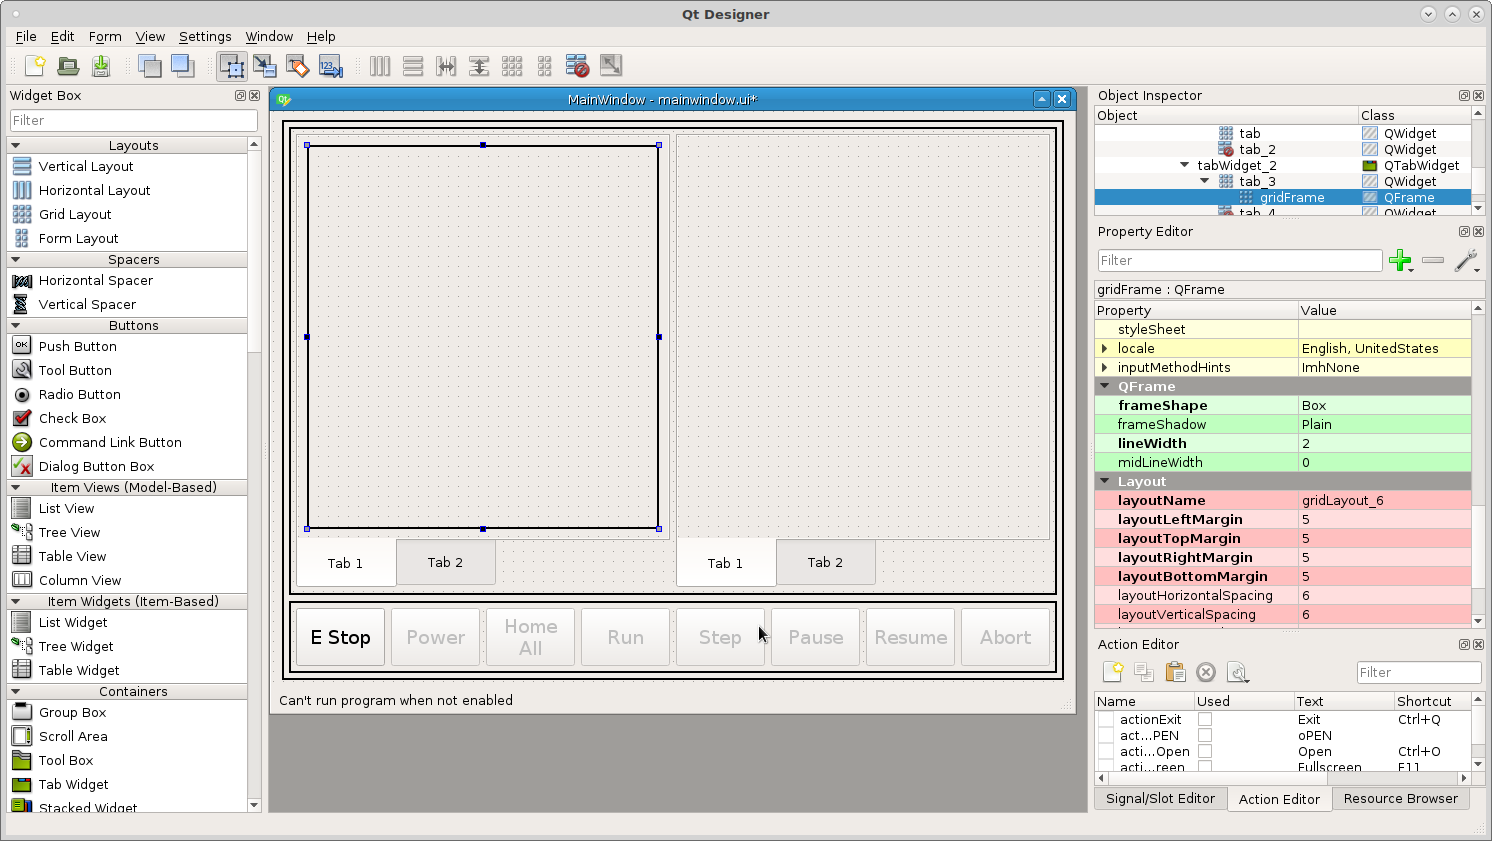 Qt Designer
File Edit Form View Settings Window Help
Widget Box
Filter
Layouts
Vertical Layout
Horizontal Layout
Grid Layout
Form Layout
Spacers
Horizontal Spacer
Vertical Spacer
Buttons
OK Push Button
Tool Button
Radio Button
Check Box
Command Link Button
Dialog Button Box
Item Views (Model-Based)
List View
Tree View
Table View
Column View
Item Widgets (Item-Based)
List Widget
Tree Widget
Table Widget
Containers
Group Box
Scroll Area
Tool Box
Tab Widget
Stacked Widget
MainWindow - mainwindow.ui*
Tab 1 Tab 2
Tab 1 Tab 2
E Stop Power Home All Run Step Pause Resume Abort
Can't run program when not enabled
Object Inspector
Object Class
tab QWidget
tab_2 QWidget
tabWidget_2 QTabWidget
tab_3 QWidget
gridFrame QFrame
tab_4 QWidget
Property Editor
Filter
gridFrame : QFrame
Property Value
styleSheet
locale English, UnitedStates
inputMethodHints ImhNone
QFrame
frameShape Box
frameShadow Plain
lineWidth 2
midLineWidth 0
Layout
layoutName gridLayout_6
layoutLeftMargin 5
layoutTopMargin 5
layoutRightMargin 5
layoutBottomMargin 5
layoutHorizontalSpacing 6
layoutVerticalSpacing 6
Action Editor
Filter
Name Used Text Shortcut
actionExit Exit Ctrl+Q
act...PEN oPEN
acti...Open Open Ctrl+O
acti...reen Fullscreen F11
Signal/Slot Editor Action Editor Resource Browser